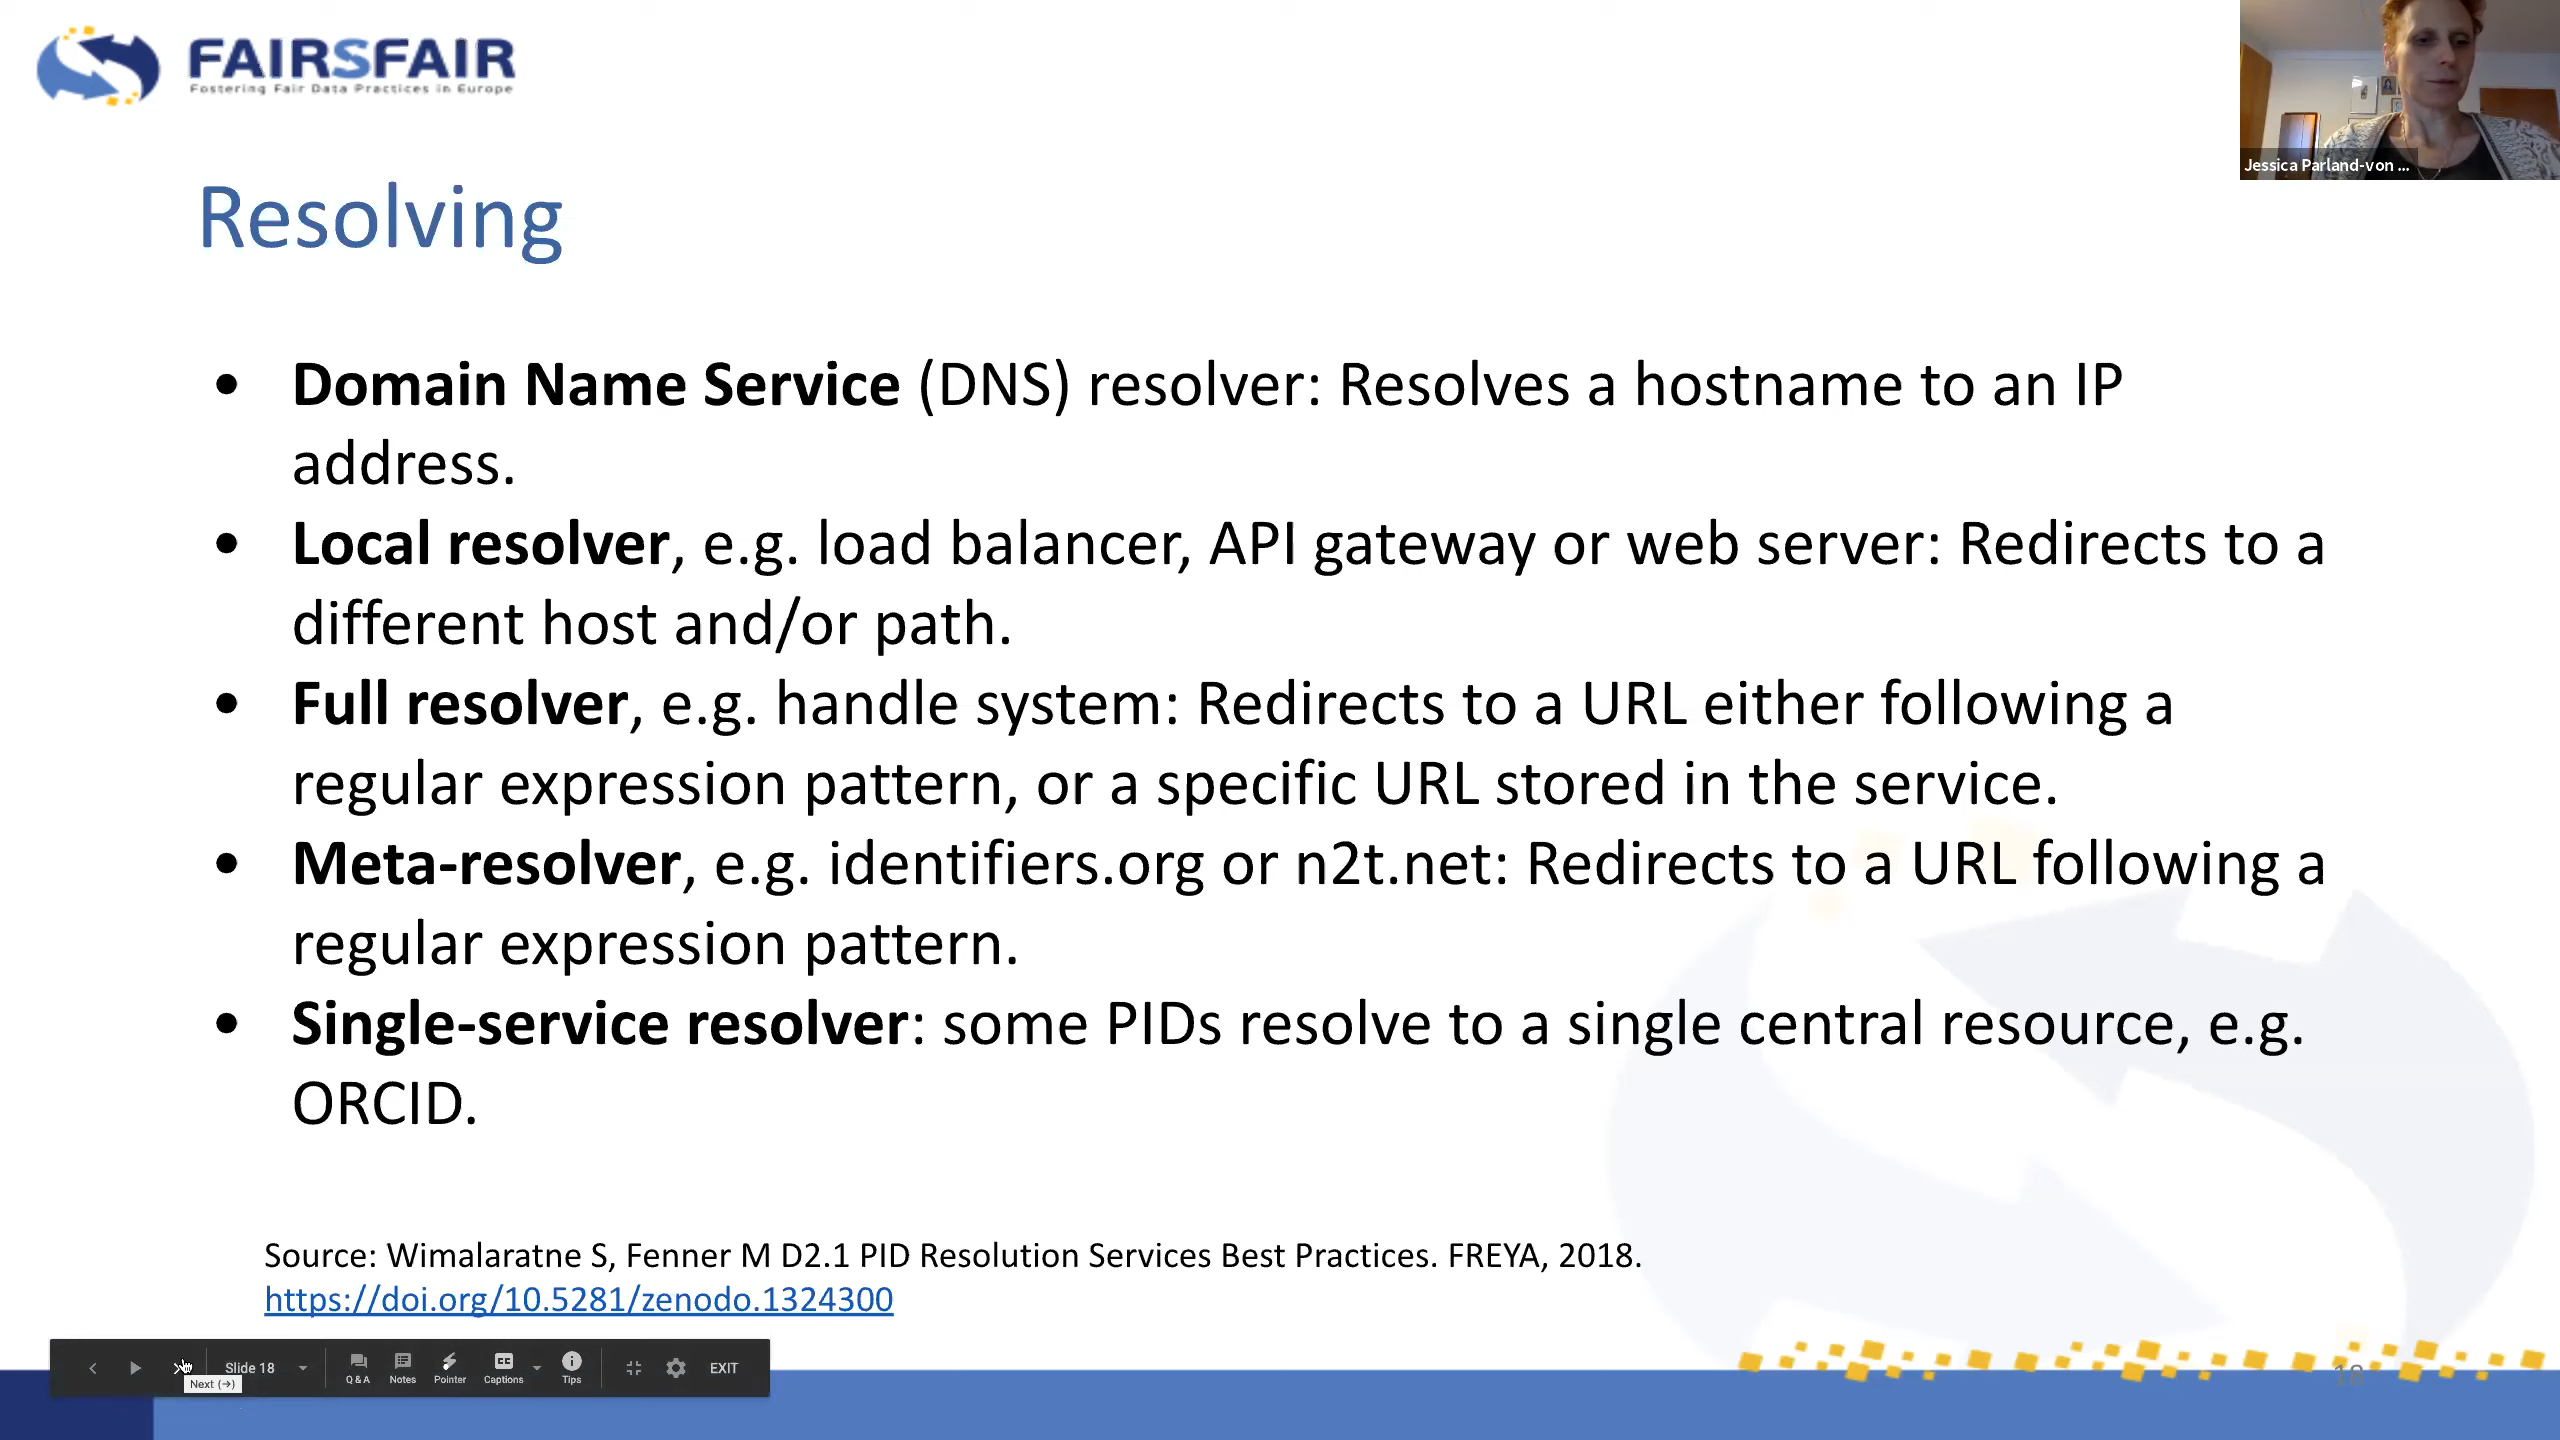 FAIRSFAIR
Fostering Fair Data Practices in Europe
Jessica Parland-von ...
Resolving
• Domain Name Service (DNS) resolver: Resolves a hostname to an IP
address.
• Local resolver, e.g. load balancer, API gateway or web server: Redirects to a
different host and/or path.
• Full resolver, e.g. handle system: Redirects to a URL either following a
regular expression pattern, or a specific URL stored in the service.
• Meta-resolver, e.g. identifiers.org or n2t.net: Redirects to a URL following a
regular expression pattern.
• Single-service resolver: some PIDs resolve to a single central resource, e.g.
ORCID.
Source: Wimalaratne S, Fenner M D2.1 PID Resolution Services Best Practices. FREYA, 2018.
https://doi.org/10.5281/zenodo.1324300
Slide 18
Q & A
Notes
Pointer
CC
Captions
Tips
EXIT
Next (→)
18